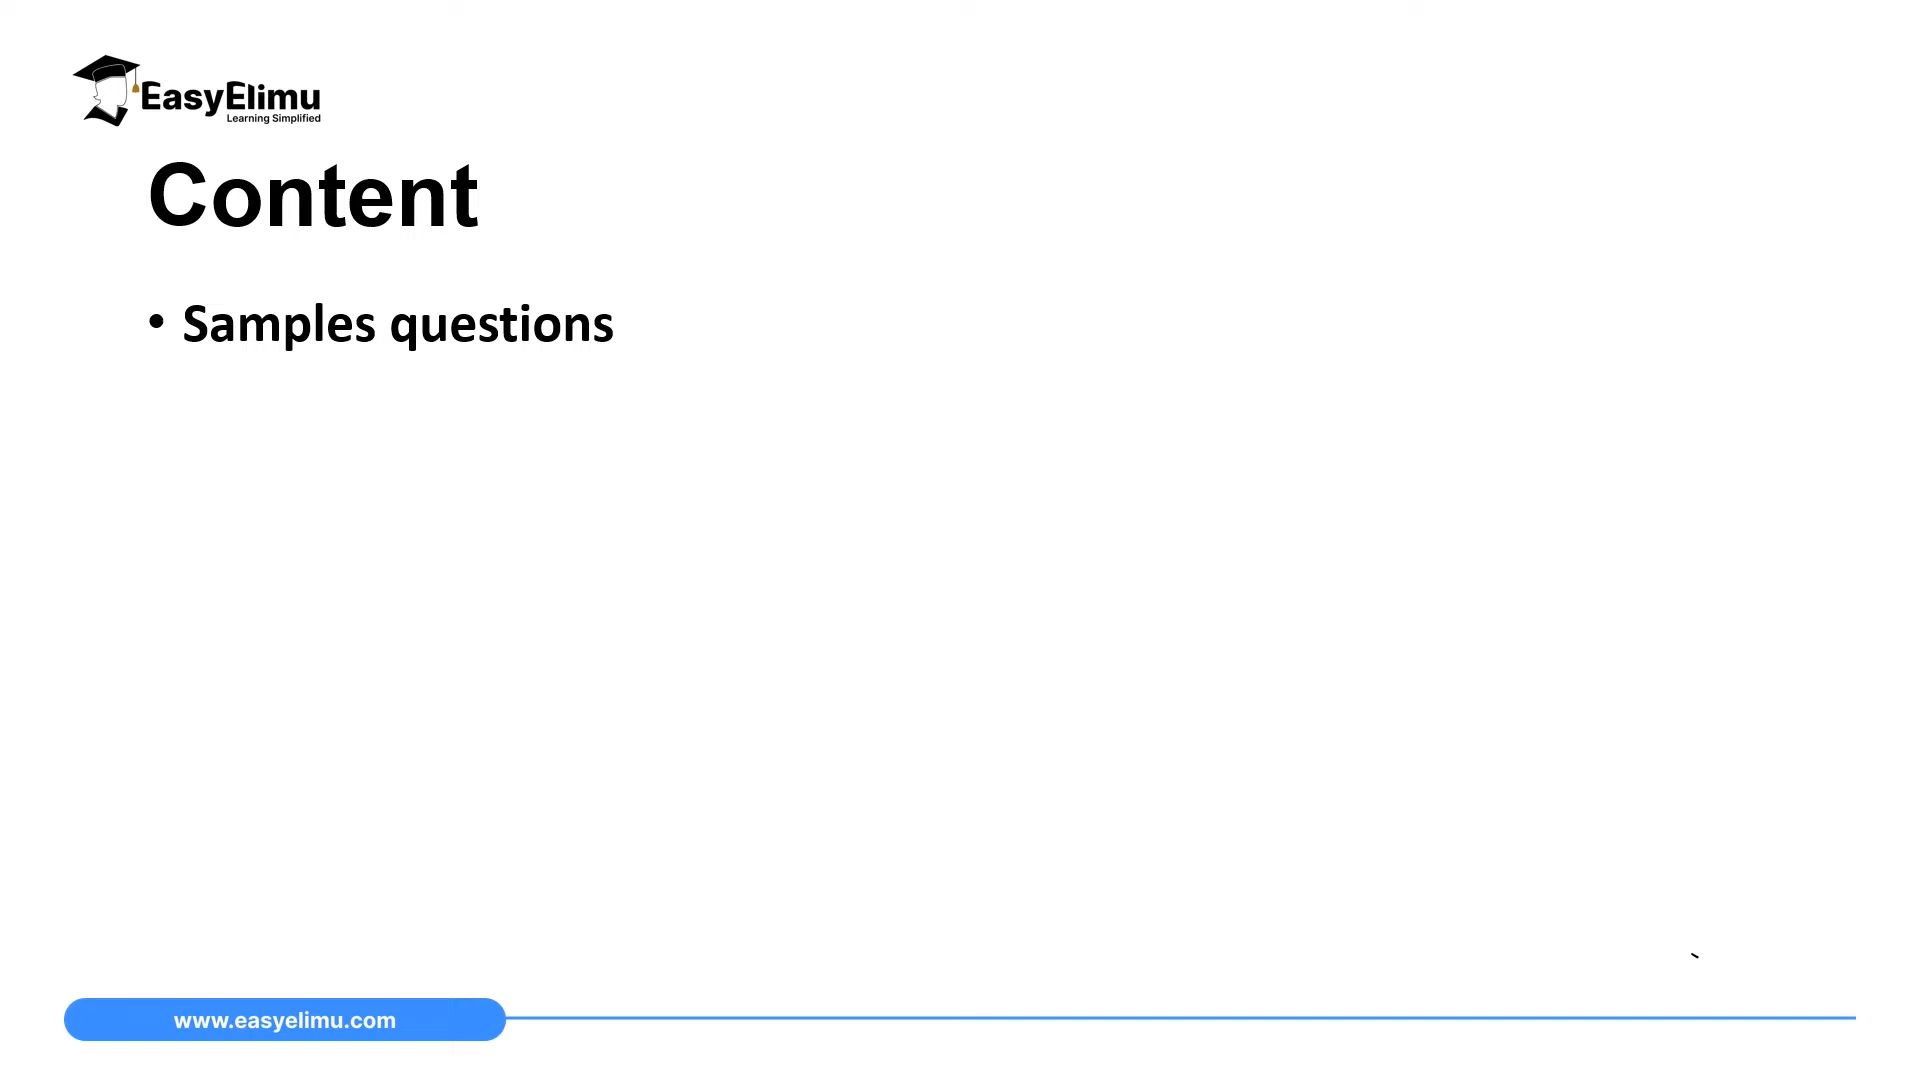 EasyElimu
Learning Simplified
Content
• Samples questions
www.easyelimu.com